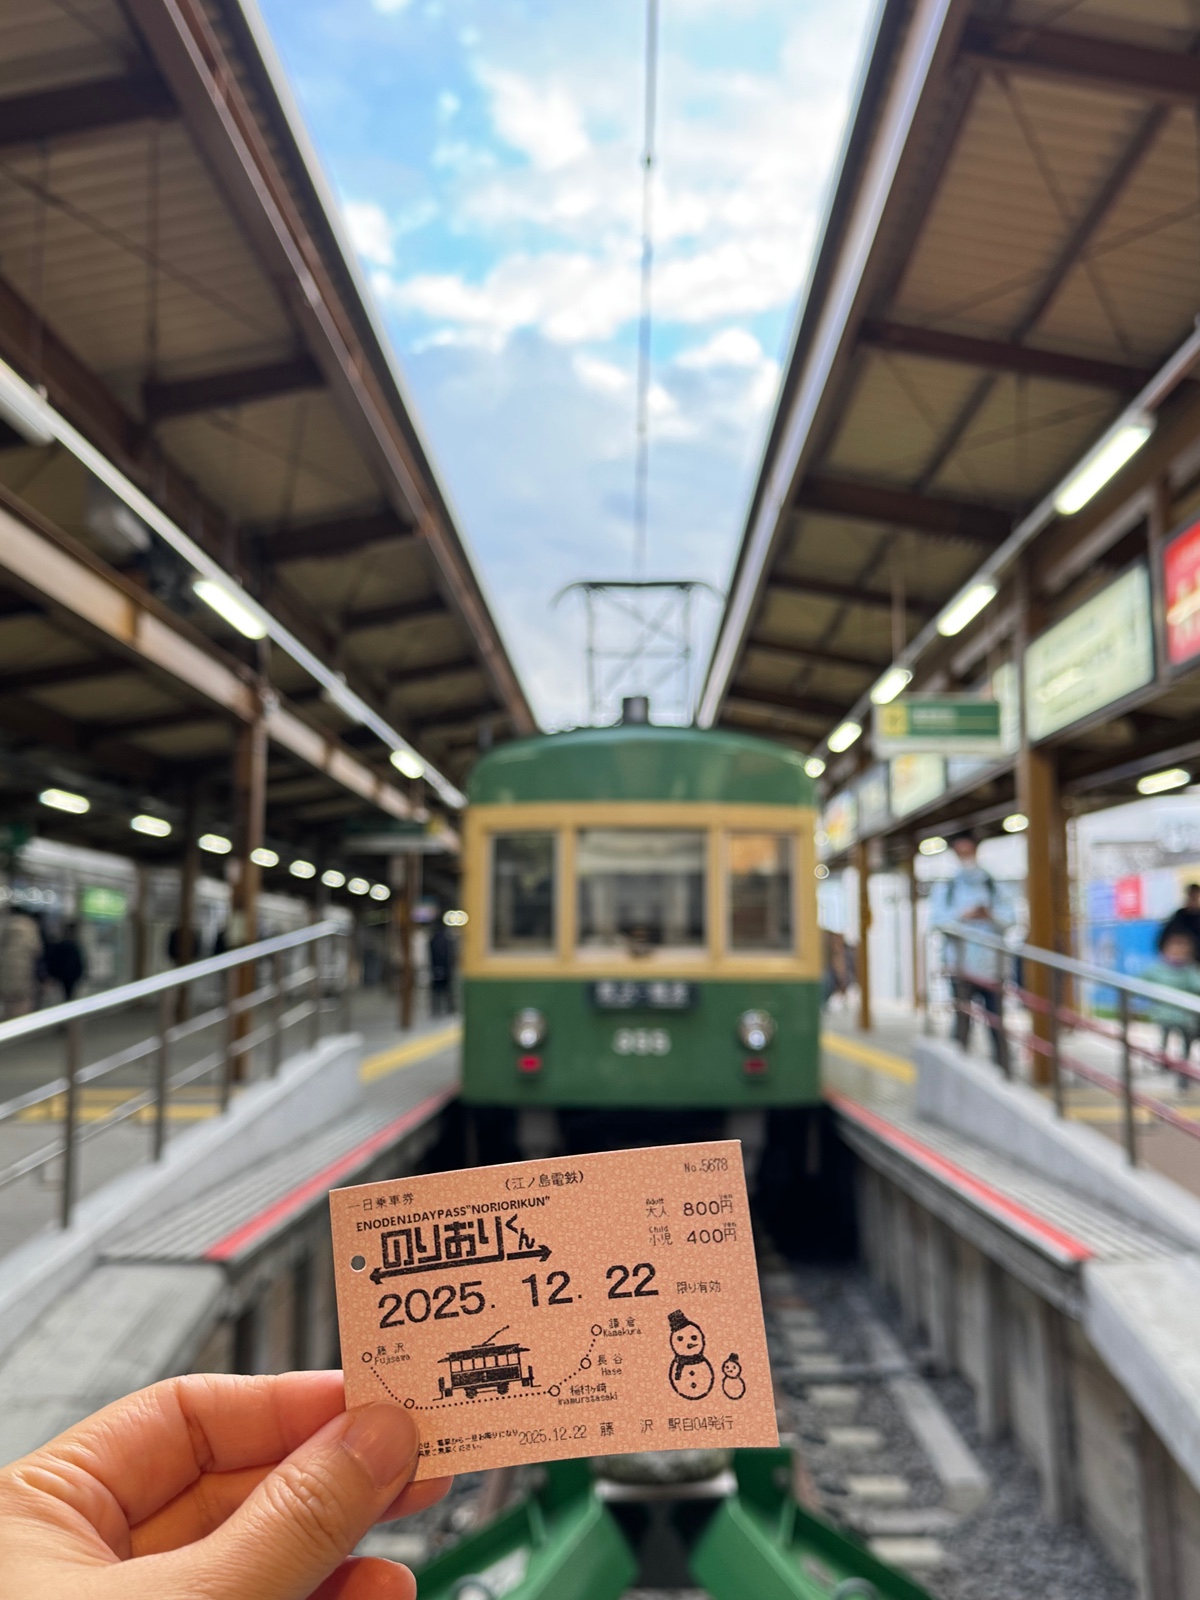 (江ノ島電鉄)
No.5678
一日乗車券
ENODEN1DAYPASS"NORIORIKUN"
のりおりくん
Adult
大人 800円
Child
小児 400円
2025. 12. 22 限り有効
藤沢
Fujisawa
鎌倉
Kamakura
長谷
Hase
稲村ヶ崎
Inamuragasaki
2025.12.22 藤 沢 駅自04発行